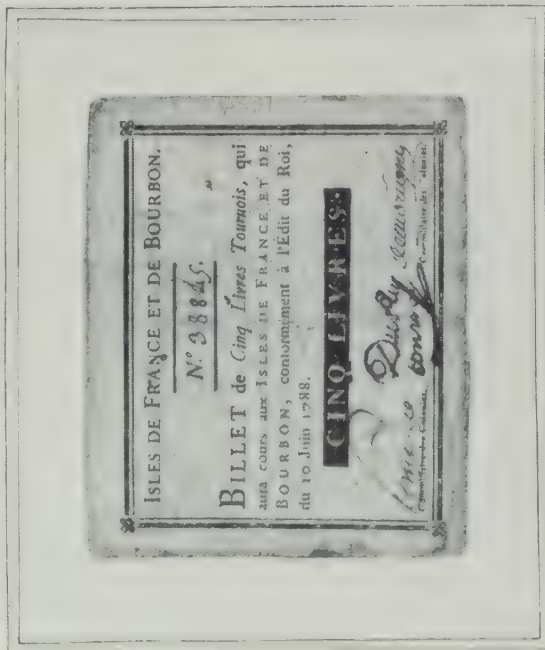 ISLES DE FRANCE ET DE BOURBON.
N.º 38845.
BILLET de Cinq Livres Tournois, qui
aura cours aux ISLES DE FRANCE ET DE
BOURBON, conformément à l'Édit du Roi,
du 10 Juin 1788.
CINQ LIVRES.